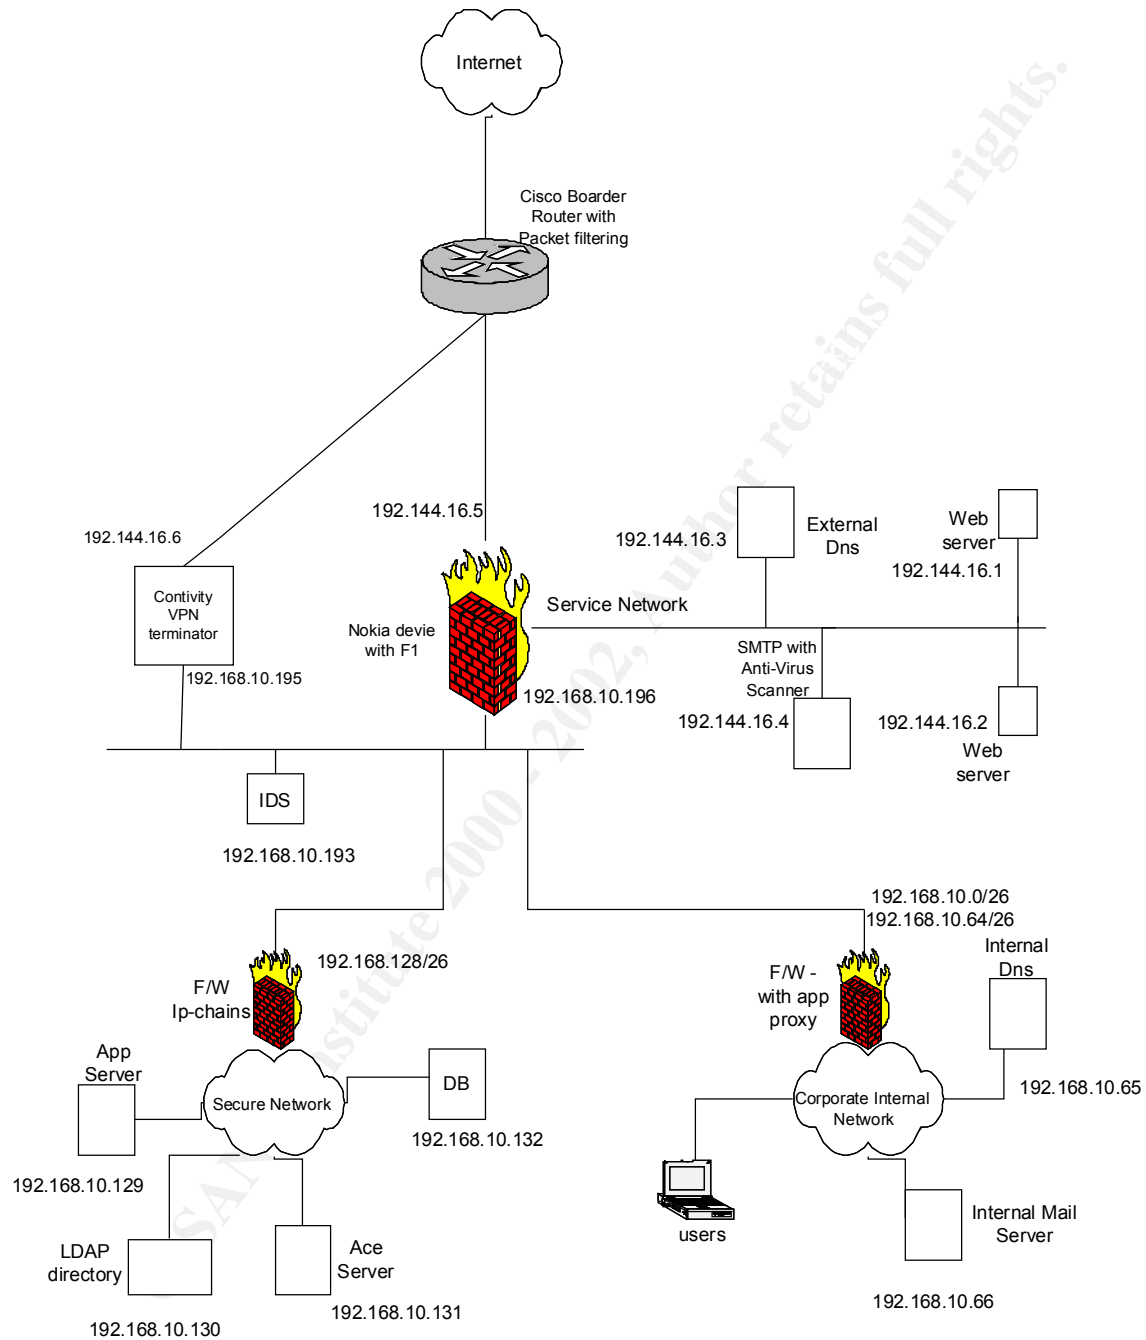 Internet
Cisco Boarder
Router with
Packet filtering
192.144.16.5
192.144.16.6
Contivity
VPN
terminator
192.168.10.195
Nokia devie
with F1
192.168.10.196
Service Network
192.144.16.3
External
Dns
Web
server
192.144.16.1
SMTP with
Anti-Virus
Scanner
192.144.16.4
192.144.16.2
Web
server
IDS
192.168.10.193
192.168.10.0/26
192.168.10.64/26
192.168.128/26
F/W
Ip-chains
F/W -
with app
proxy
Internal
Dns
192.168.10.65
App
Server
192.168.10.129
Secure Network
DB
192.168.10.132
LDAP
directory
192.168.10.130
Ace
Server
192.168.10.131
Corporate Internal
Network
users
Internal Mail
Server
192.168.10.66
SANS Institute 2000 - 2002, Author retains full rights.